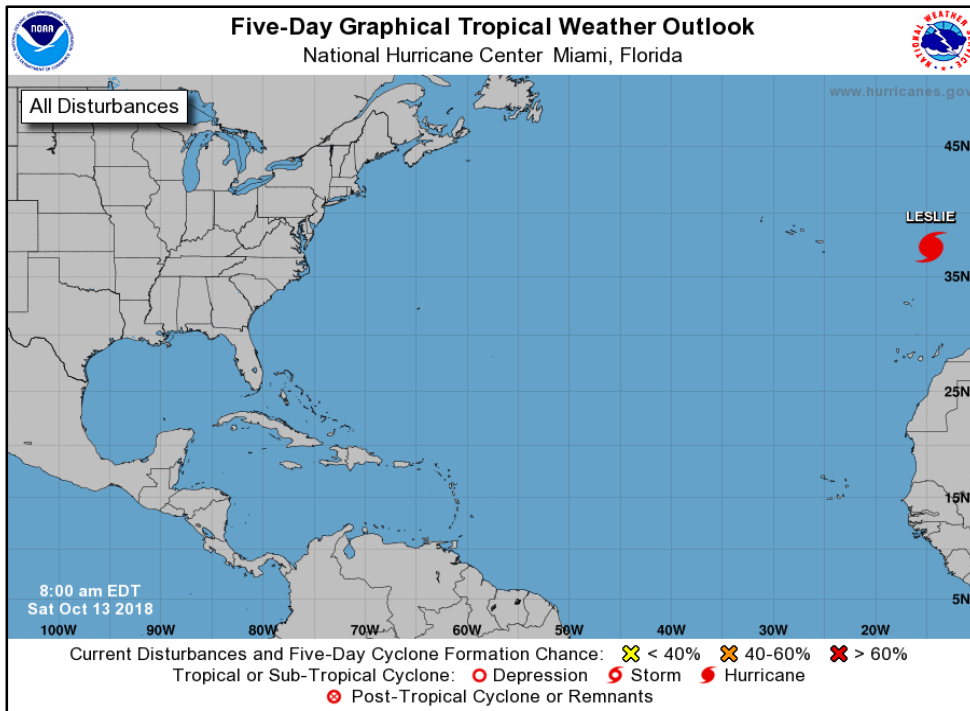 Five-Day Graphical Tropical Weather Outlook
National Hurricane Center Miami, Florida
NOAA
All Disturbances
www.hurricanes.gov
45N
LESLIE
35N
25N
15N
5N
8:00 am EDT
Sat Oct 13 2018
100W 90W 80W 70W 60W 50W 40W 30W 20W
Current Disturbances and Five-Day Cyclone Formation Chance: < 40% 40-60% > 60%
Tropical or Sub-Tropical Cyclone: Depression Storm Hurricane
Post-Tropical Cyclone or Remnants